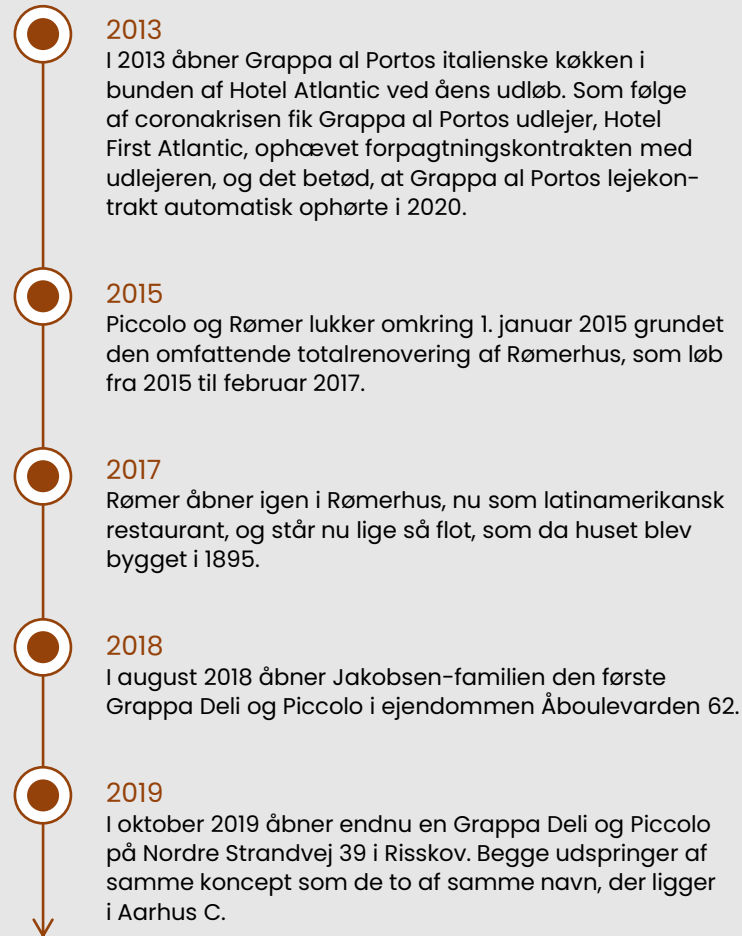 2013
I 2013 åbner Grappa al Portos italienske køkken i
bunden af Hotel Atlantic ved åens udløb. Som følge
af coronakrisen fik Grappa al Portos udlejer, Hotel
First Atlantic, ophævet forpagtningskontrakten med
udlejeren, og det betød, at Grappa al Portos lejekon-
trakt automatisk ophørte i 2020.
2015
Piccolo og Rømer lukker omkring 1. januar 2015 grundet
den omfattende totalrenovering af Rømerhus, som løb
fra 2015 til februar 2017.
2017
Rømer åbner igen i Rømerhus, nu som latinamerikansk
restaurant, og står nu lige så flot, som da huset blev
bygget i 1895.
2018
I august 2018 åbner Jakobsen-familien den første
Grappa Deli og Piccolo i ejendommen Åboulevarden 62.
2019
I oktober 2019 åbner endnu en Grappa Deli og Piccolo
på Nordre Strandvej 39 i Risskov. Begge udspringer af
samme koncept som de to af samme navn, der ligger
i Aarhus C.